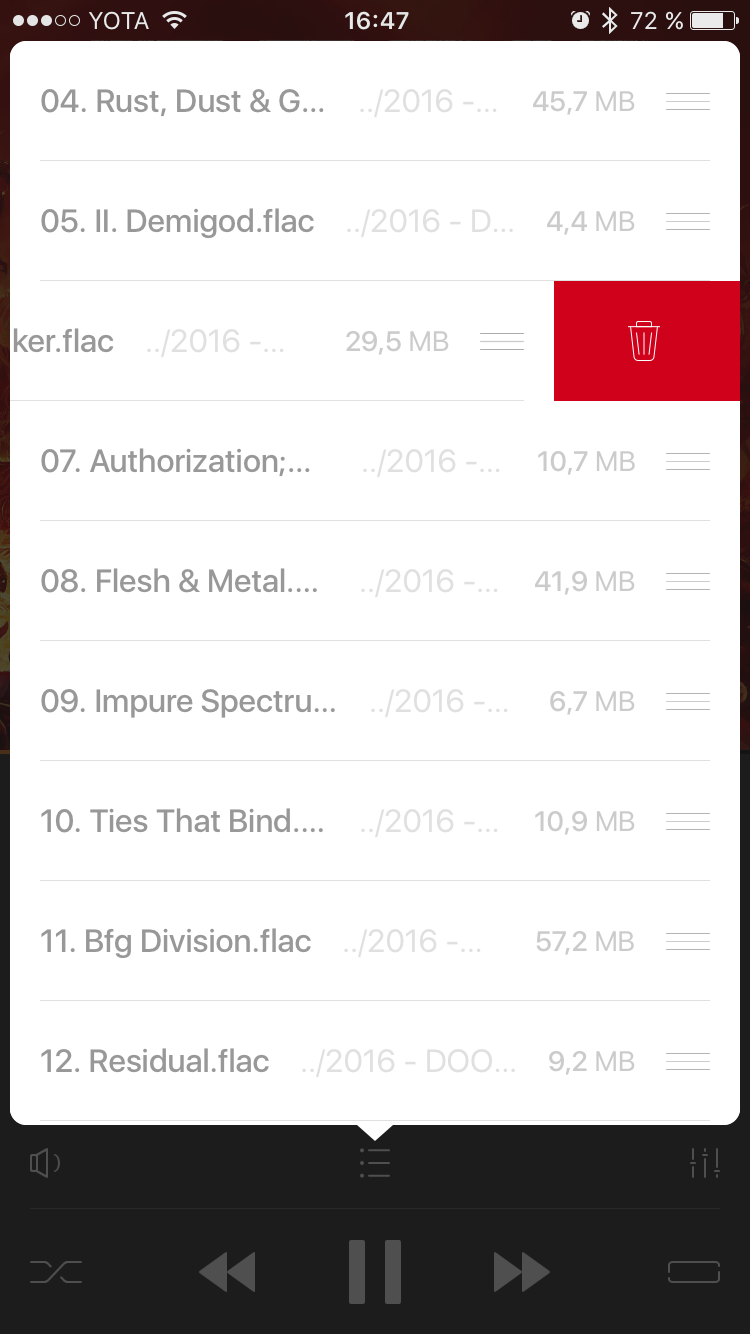 YOTA 16:47 72 %
04. Rust, Dust & G... ../2016 -... 45,7 MB
05. II. Demigod.flac ../2016 - D... 4,4 MB
ker.flac ../2016 -... 29,5 MB
07. Authorization;... ../2016 -... 10,7 MB
08. Flesh & Metal.... ../2016 -... 41,9 MB
09. Impure Spectru... ../2016 -... 6,7 MB
10. Ties That Bind.... ../2016 -... 10,9 MB
11. Bfg Division.flac ../2016 -... 57,2 MB
12. Residual.flac ../2016 - DOO... 9,2 MB